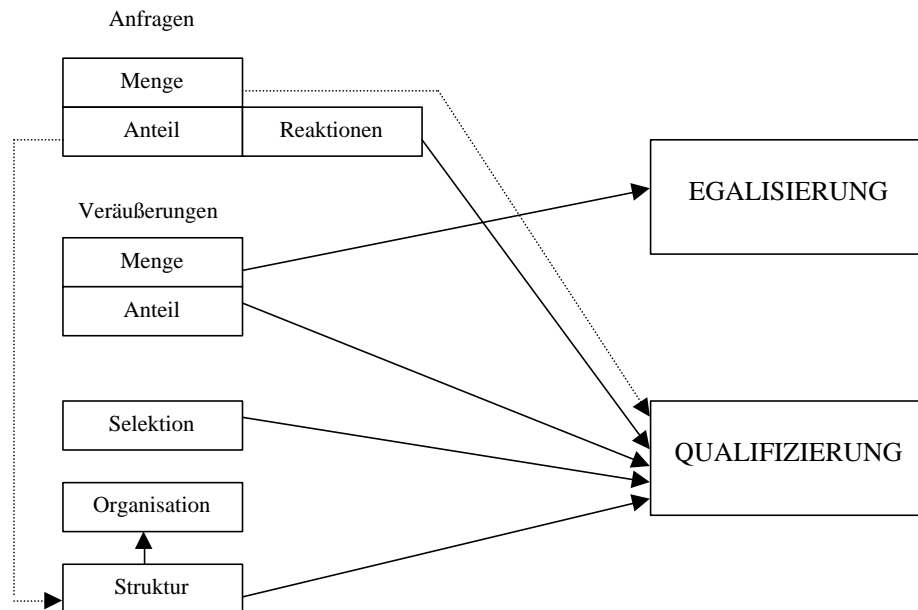 Anfragen
Menge
Anteil
Reaktionen
EGALISIERUNG
Veräußerungen
Menge
Anteil
Selektion
QUALIFIZIERUNG
Organisation
Struktur